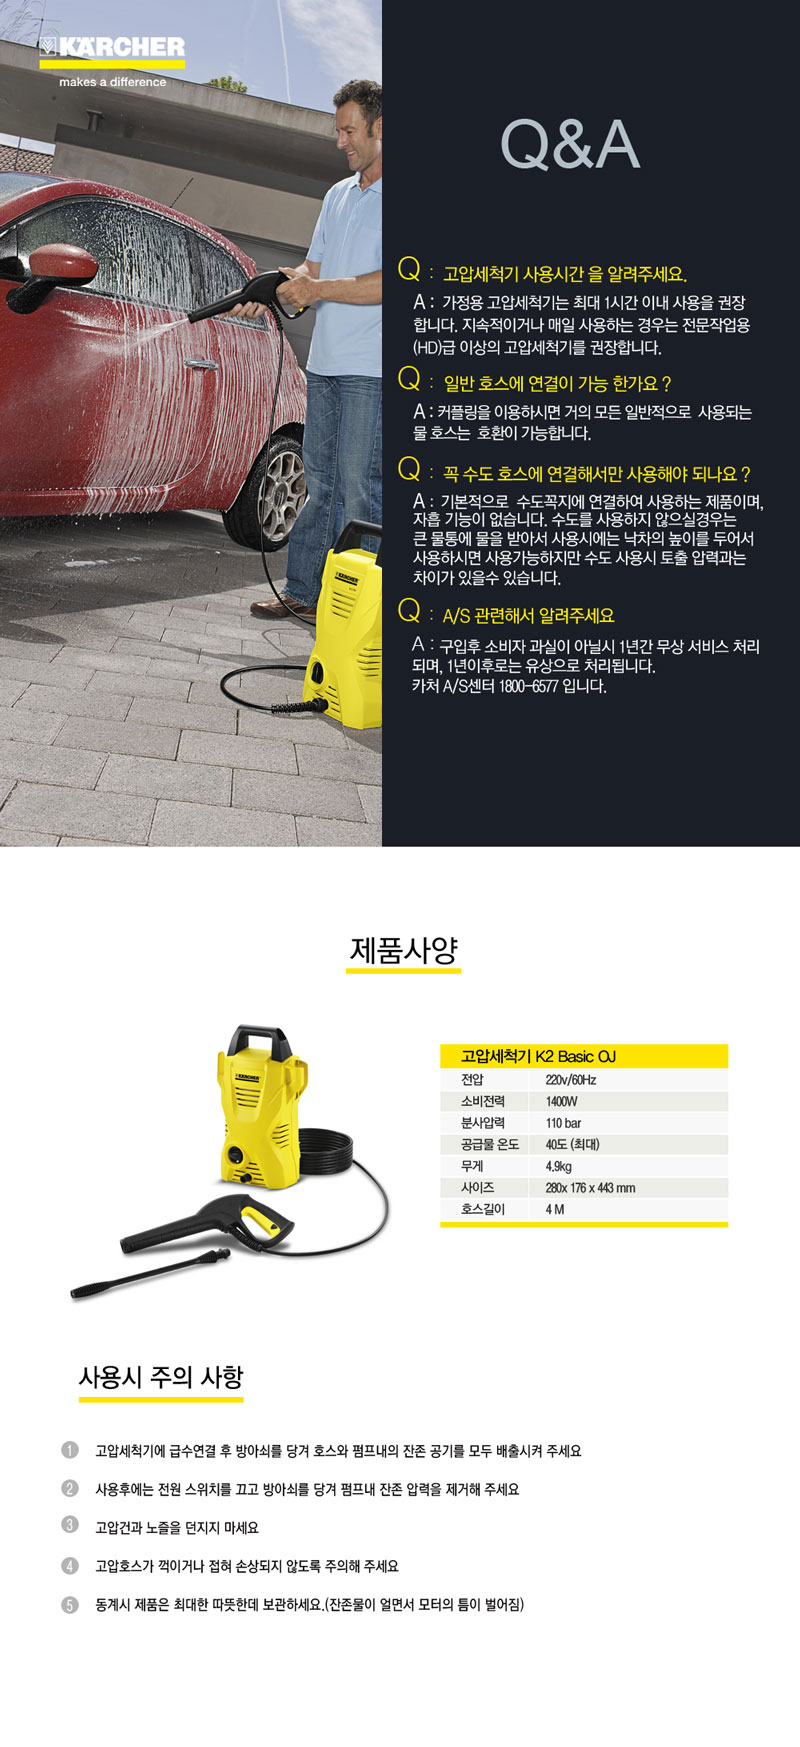 KÄRCHER
makes a difference
Q&A
Q : 고압세척기 사용시간 을 알려주세요.
A : 가정용 고압세척기는 최대 1시간 이내 사용을 권장
합니다. 지속적이거나 매일 사용하는 경우는 전문작업용
(HD)급 이상의 고압세척기를 권장합니다.
Q : 일반 호스에 연결이 가능 한가요 ?
A : 커플링을 이용하시면 거의 모든 일반적으로 사용되는
물 호스는 호환이 가능합니다.
Q : 꼭 수도 호스에 연결해서만 사용해야 되나요 ?
A : 기본적으로 수도꼭지에 연결하여 사용하는 제품이며,
자흡 기능이 없습니다. 수도를 사용하지 않으실경우는
큰 물통에 물을 받아서 사용시에는 낙차의 높이를 두어서
사용하시면 사용가능하지만 수도 사용시 토출 압력과는
차이가 있을수 있습니다.
Q : A/S 관련해서 알려주세요
A : 구입후 소비자 과실이 아닐시 1년간 무상 서비스 처리
되며, 1년이후로는 유상으로 처리됩니다.
카처 A/S센터 1800-6577 입니다.
KÄRCHER
제품사양
KÄRCHER
고압세척기 K2 Basic OJ
전압 220v/60Hz
소비전력 1400W
분사압력 110 bar
공급물 온도 40도 (최대)
무게 4.9kg
사이즈 280x 176 x 443 mm
호스길이 4 M
사용시 주의 사항
1 고압세척기에 급수연결 후 방아쇠를 당겨 호스와 펌프내의 잔존 공기를 모두 배출시켜 주세요
2 사용후에는 전원 스위치를 끄고 방아쇠를 당겨 펌프내 잔존 압력을 제거해 주세요
3 고압건과 노즐을 던지지 마세요
4 고압호스가 꺽이거나 접혀 손상되지 않도록 주의해 주세요
5 동계시 제품은 최대한 따뜻한데 보관하세요.(잔존물이 얼면서 모터의 틈이 벌어짐)